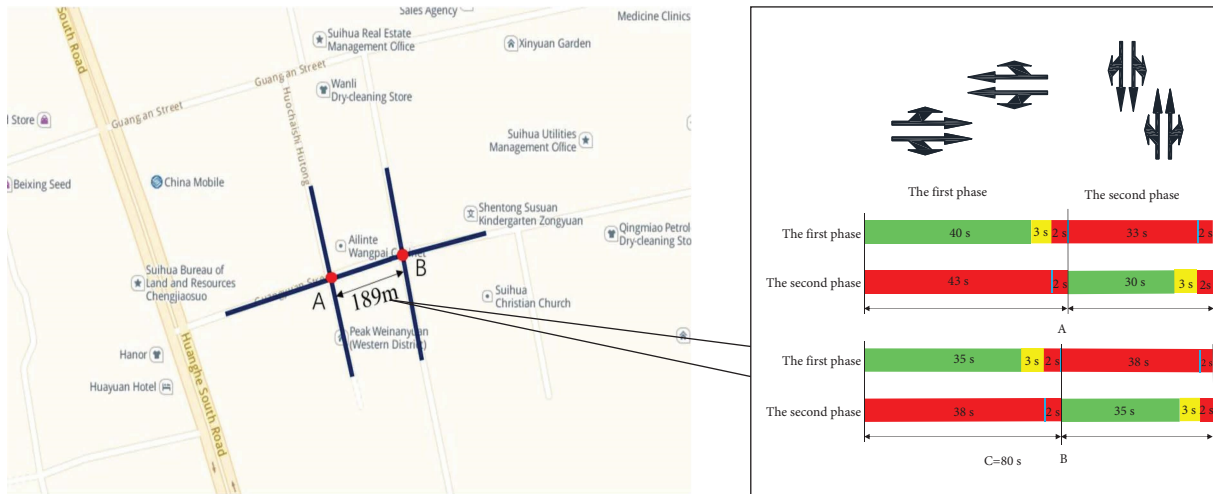 South Road
Sales Agency
Medicine Clinics
Suihua Real Estate
Management Office
Xinyuan Garden
Guang an Street
Wanli
Dry-cleaning Store
Guang an Street
Huochaishi Hutong
l Store
Suihua Utilities
Management Office
Beixing Seed
China Mobile
Shentong Susuan
Kindergarten Zongyuan
Qingmiao Petrol
Dry-cleaning Sto
Ailinte
Wangpai
B
Suihua Bureau of
Land and Resources
Chengjiaosuo
A
189m
Suihua
Christian Church
Peak Weinanyuan
(Western District)
Hanor
Huayuan Hotel
Huanghe South Road
The first phase
The second phase
The first phase
40 s
3 s
2 s
33 s
2 s
The second phase
43 s
2 s
30 s
3 s
2s
A
The first phase
35 s
3 s
2 s
38 s
2 s
The second phase
38 s
2 s
35 s
3 s
2 s
C=80 s
B